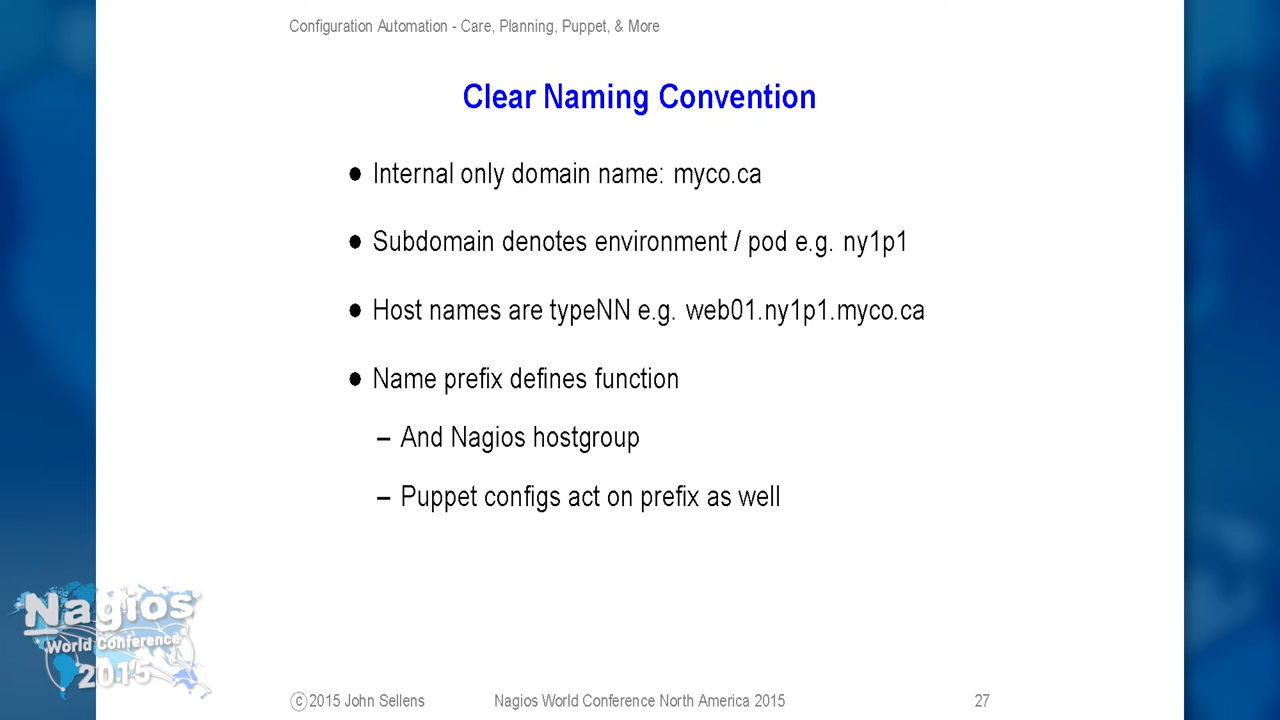 Configuration Automation - Care, Planning, Puppet, & More
Clear Naming Convention
● Internal only domain name: myco.ca
● Subdomain denotes environment / pod e.g. ny1p1
● Host names are typeNN e.g. web01.ny1p1.myco.ca
● Name prefix defines function
– And Nagios hostgroup
– Puppet configs act on prefix as well
Nagios
World Conference
2015
©2015 John Sellens
Nagios World Conference North America 2015
27